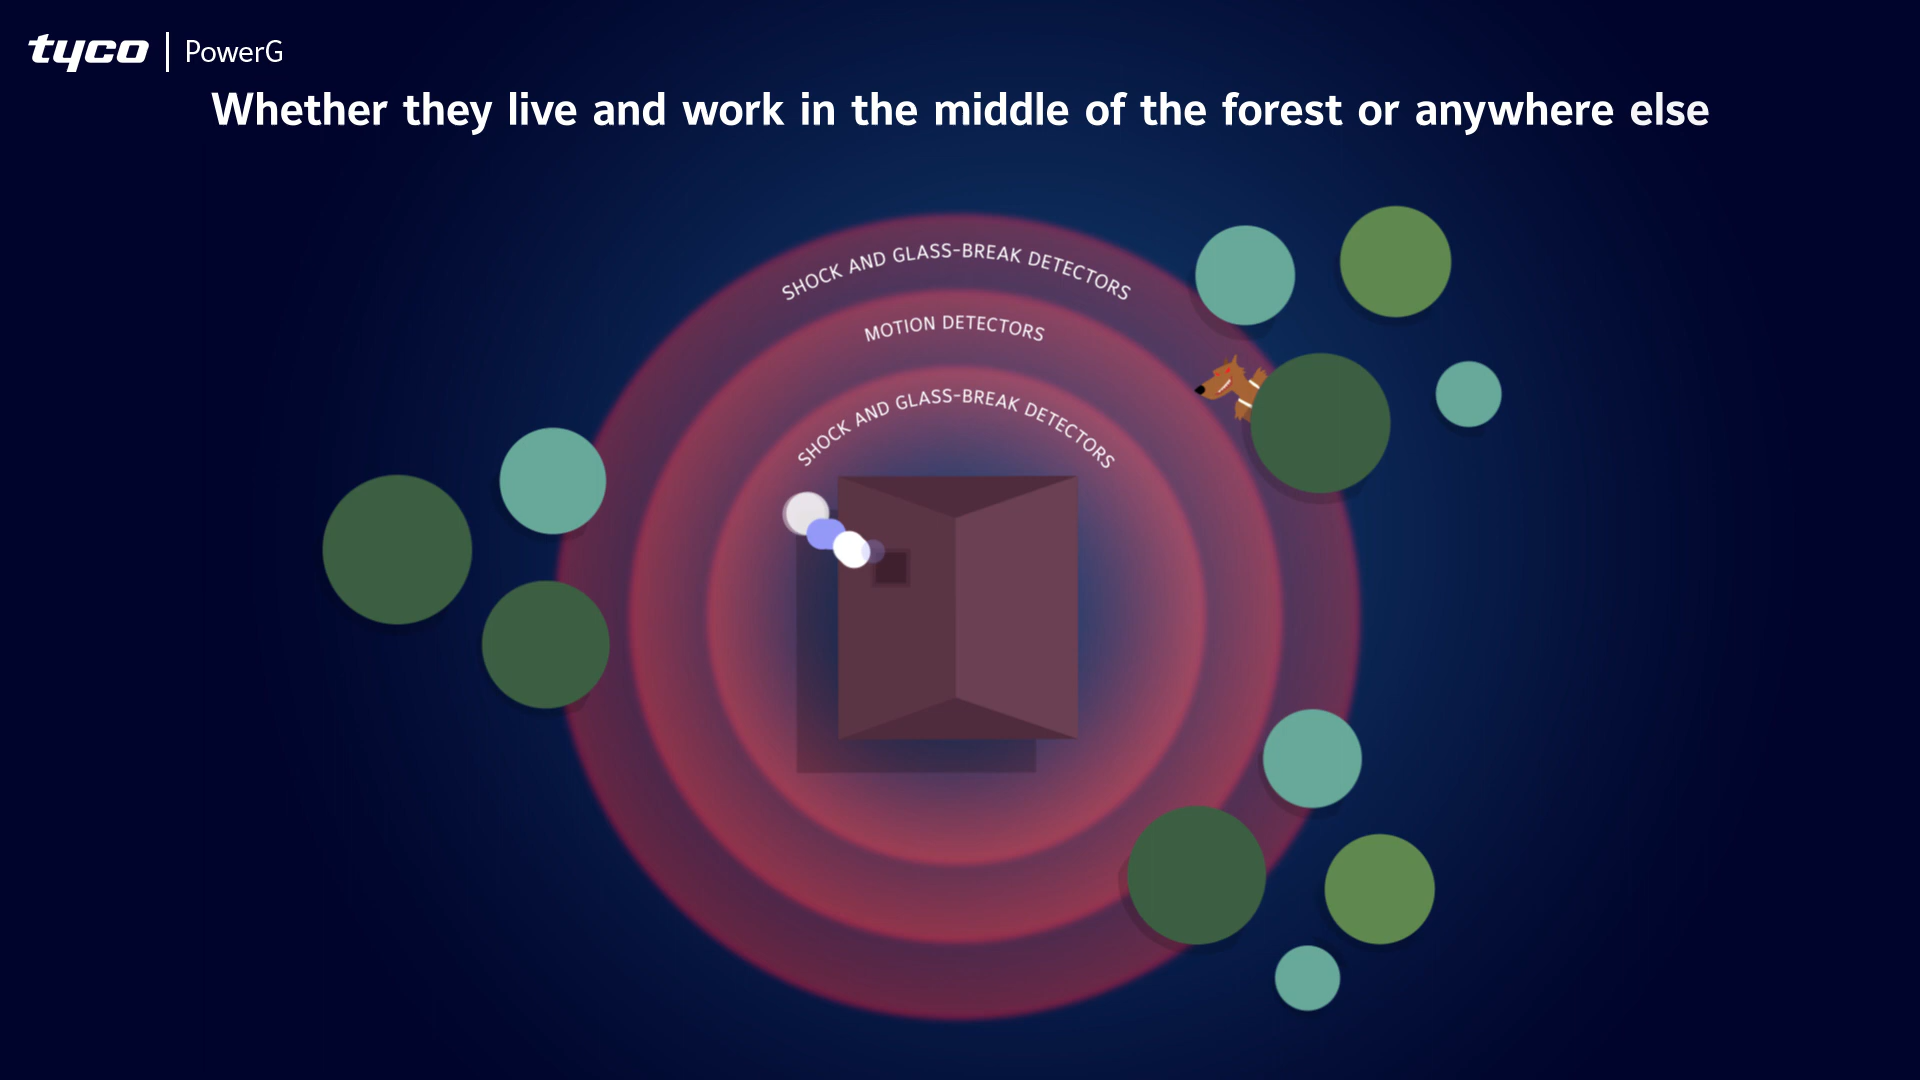 tyco | PowerG
Whether they live and work in the middle of the forest or anywhere else
SHOCK AND GLASS-BREAK DETECTORS
MOTION DETECTORS
SHOCK AND GLASS-BREAK DETECTORS